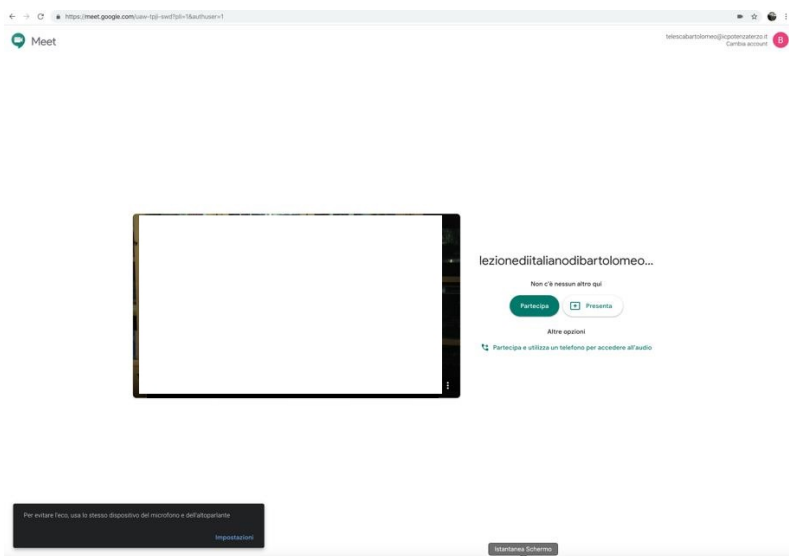 https://meet.google.com/uaw-tpji-swd?pli=1&authuser=1
Meet
telescabartolomeo@icpotenzaterzo.it
Cambia account
B
lezionediitalianodibartolomeo...
Non c'è nessun altro qui
Partecipa
Presenta
Altre opzioni
Partecipa e utilizza un telefono per accedere all'audio
Per evitare l'eco, usa lo stesso dispositivo del microfono e dell'altoparlante
Impostazioni
Istantanea Schermo